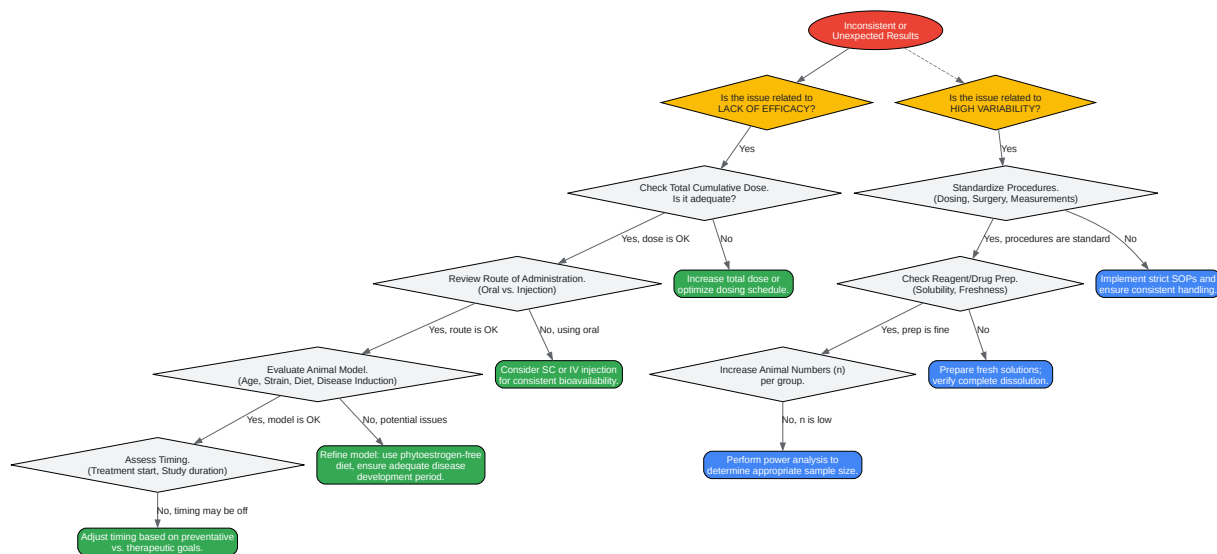 Inconsistent or
Unexpected Results
Is the issue related to
LACK OF EFFICACY?
Is the issue related to
HIGH VARIABILITY?
Yes
Yes
Check Total Cumulative Dose.
Is it adequate?
Standardize Procedures.
(Dosing, Surgery, Measurements)
Yes, dose is OK
No
Yes, procedures are standard
No
Review Route of Administration.
(Oral vs. Injection)
Increase total dose or
optimize dosing schedule.
Check Reagent/Drug Prep.
(Solubility, Freshness)
Implement strict SOPs and
ensure consistent handling.
Yes, route is OK
No, using oral
Yes, prep is fine
No
Evaluate Animal Model.
(Age, Strain, Diet, Disease Induction)
Consider SC or IV injection
for consistent bioavailability.
Increase Animal Numbers (n)
per group.
Prepare fresh solutions;
verify complete dissolution.
Yes, model is OK
No, potential issues
No, n is low
Assess Timing.
(Treatment start, Study duration)
Refine model: use phytoestrogen-free
diet, ensure adequate disease
development period.
Perform power analysis to
determine appropriate sample size.
No, timing may be off
Adjust timing based on preventative
vs. therapeutic goals.